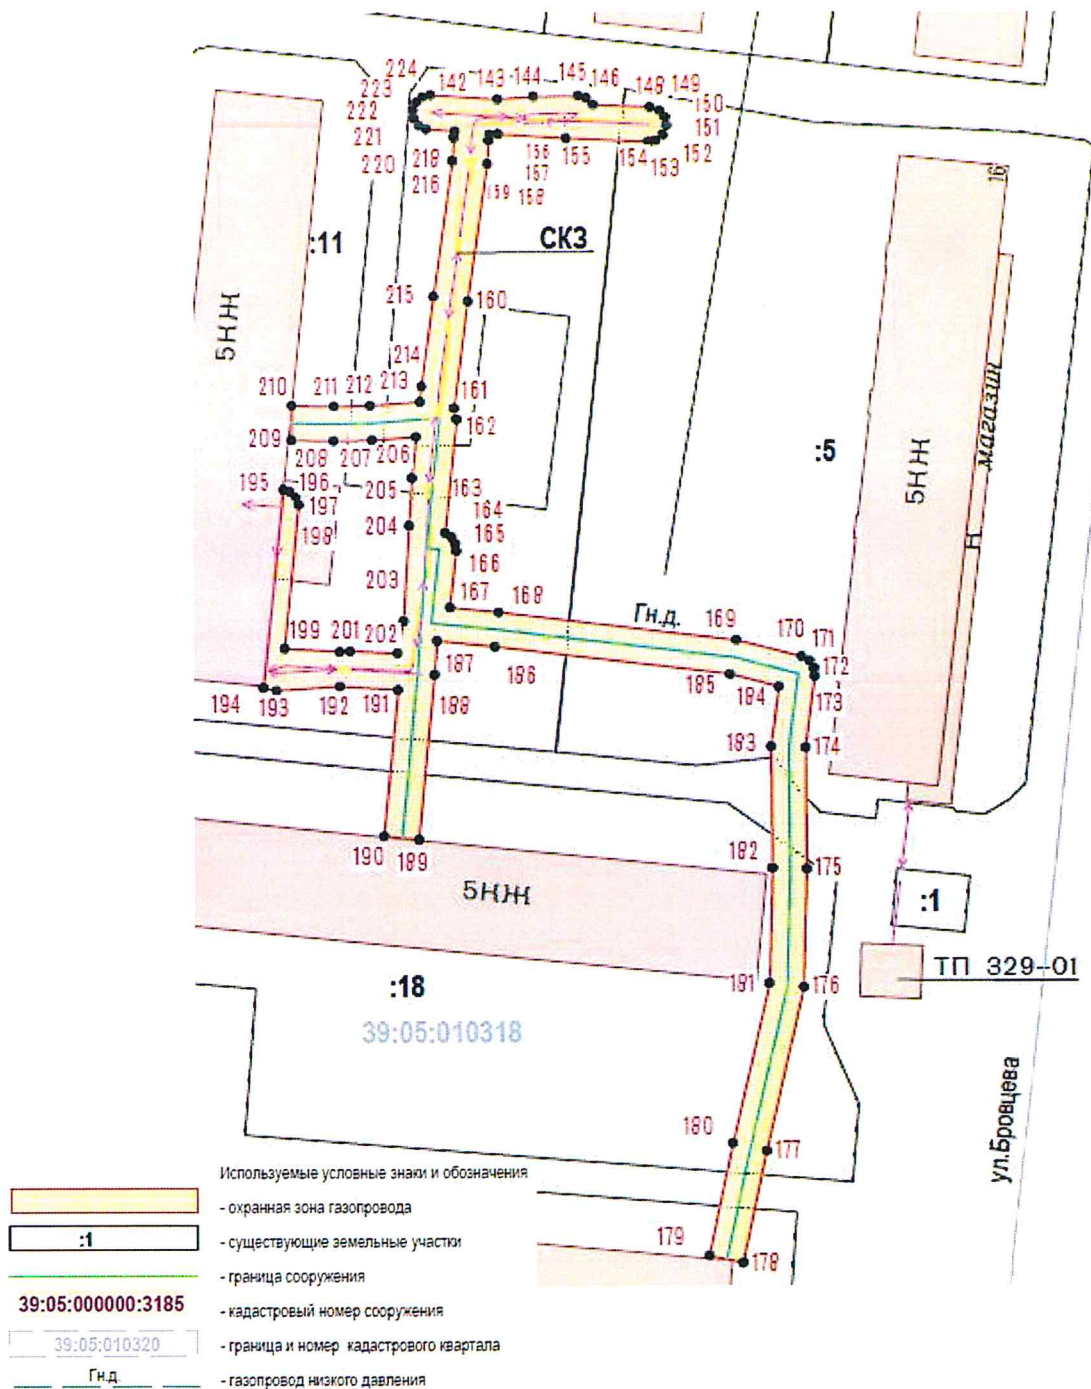 224 142 143 144 145 146 148 149
223 150
222 151
221 152
220 218 156 155 154 153
216 157
159 158
16
:11
СКЗ
215 160
5КЖ
214
210 211 212 213 161
162
209
208 207 206
:5
5КЖ
магазин
195 196 205 163
197 164
198 204 165
Н
166
203
167 168
Гн.д.
169
170
171
199 201 202
172
187 186 185 184
173
194 193 192 191 188
183 174
190 189
182 175
5КЖ
:1
ТП 329-01
:18
181 176
39:05:010318
180 177
ул.Бровцева
179 178
Используемые условные знаки и обозначения
- охранная зона газопровода
:1 - существующие земельные участки
- граница сооружения
39:05:000000:3185 - кадастровый номер сооружения
39:05:010320 - граница и номер кадастрового квартала
Гн.д. - газопровод низкого давления